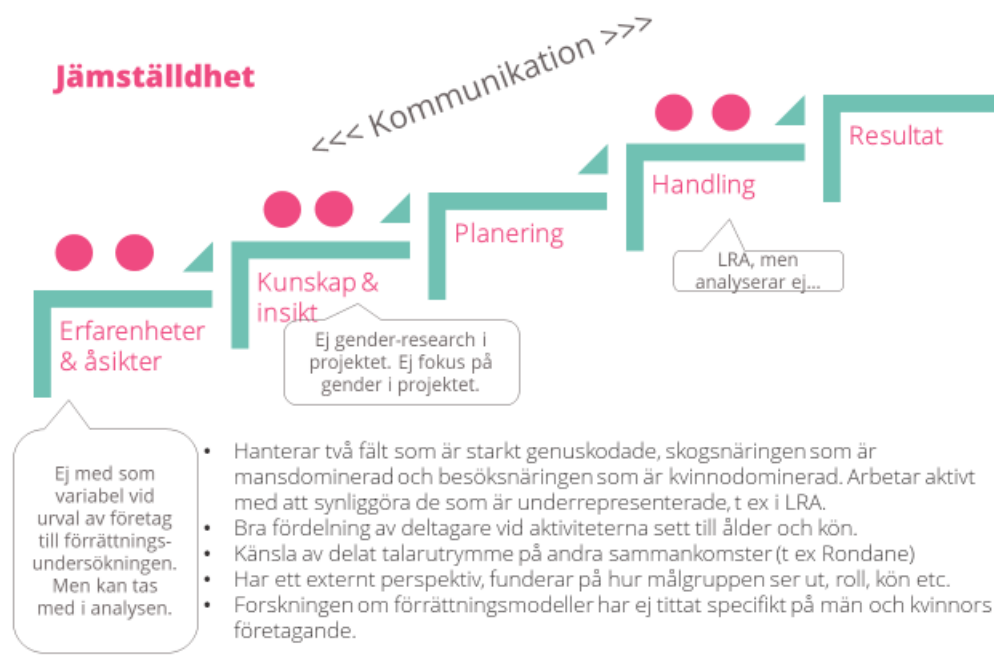 Jämställdhet
<<< Kommunikation >>>
Resultat
Handling
Planering
Kunskap &
insikt
Erfarenheter
& åsikter
LRA, men
analyserar ej...
Ej gender-research i
projektet. Ej fokus på
gender i projektet.
Ej med som
variabel vid
urval av företag
till förrättnings-
undersökningen.
Men kan tas
med i analysen.
• Hanterar två fält som är starkt genuskodade, skogsnäringen som är
mansdominerad och besöksnäringen som är kvinnodominerad. Arbetar aktivt
med att synliggöra de som är underrepresenterade, t ex i LRA.
• Bra fördelning av deltagare vid aktiviteterna sett till ålder och kön.
• Känsla av delat talarutrymme på andra sammankomster (t ex Rondane)
• Har ett externt perspektiv, funderar på hur målgruppen ser ut, roll, kön etc.
• Forskningen om förrättningsmodeller har ej tittat specifikt på män och kvinnors
företagande.